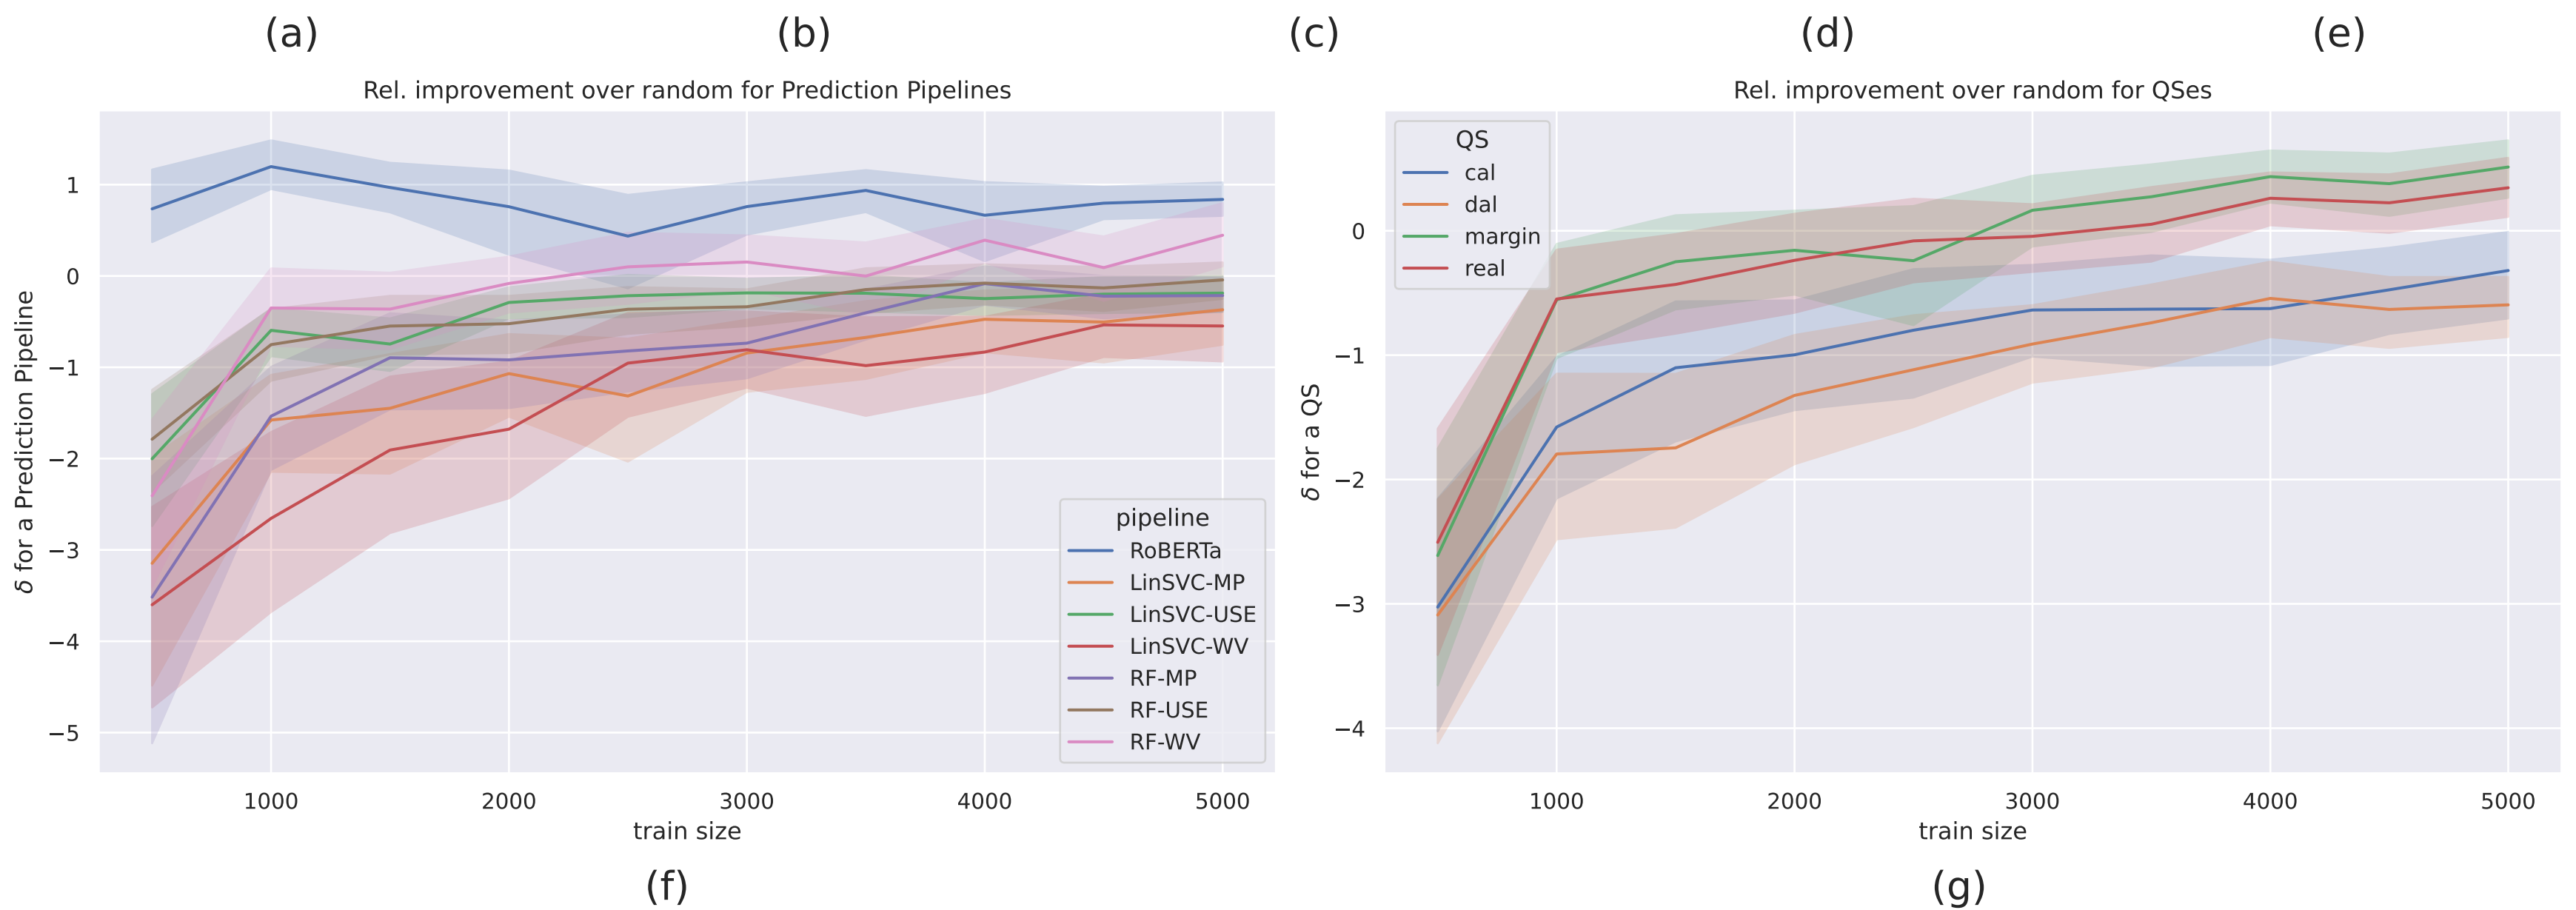 (a) (b) (c) (d) (e)
Rel. improvement over random for Prediction Pipelines
δ for a Prediction Pipeline
1
0
−1
−2
−3
−4
−5
pipeline
RoBERTa
LinSVC-MP
LinSVC-USE
LinSVC-WV
RF-MP
RF-USE
RF-WV
1000 2000 3000 4000 5000
train size
(f)
Rel. improvement over random for QSes
δ for a QS
QS
cal
dal
margin
real
0
−1
−2
−3
−4
1000 2000 3000 4000 5000
train size
(g)